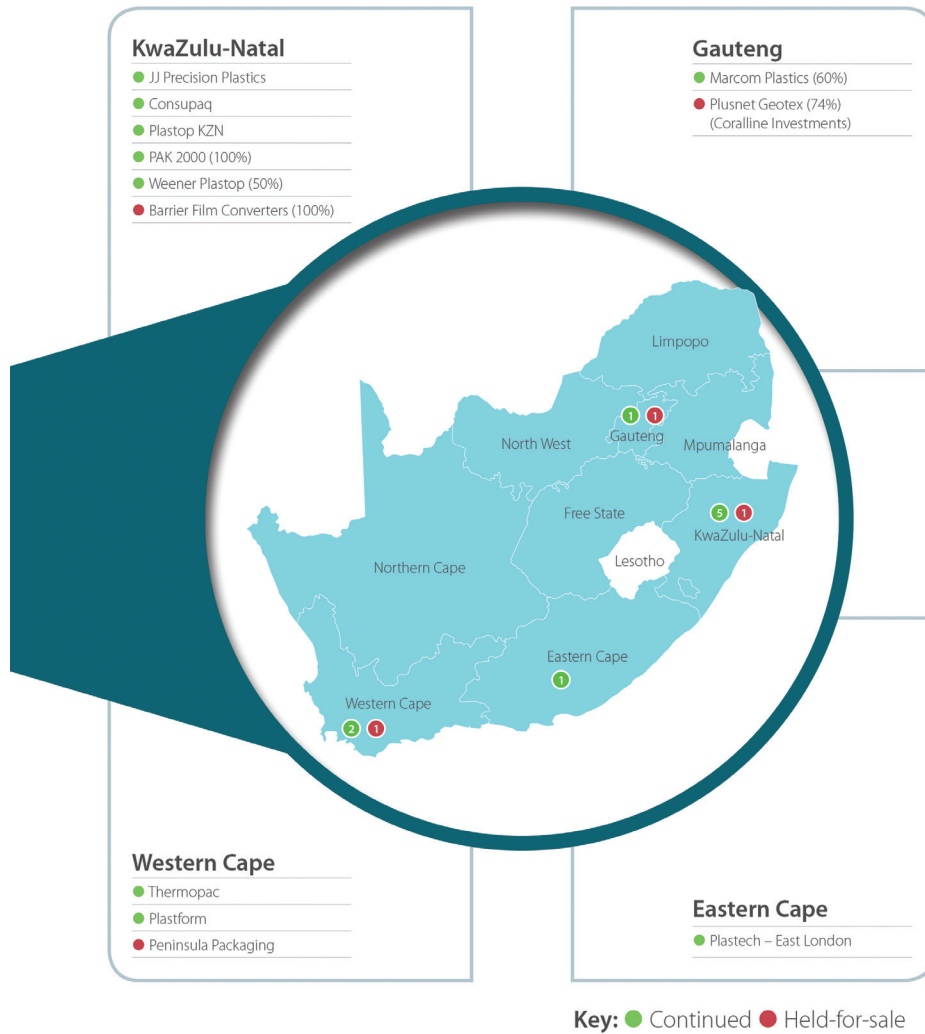 KwaZulu-Natal
JJ Precision Plastics
Consupaq
Plastop KZN
PAK 2000 (100%)
Weener Plastop (50%)
Barrier Film Converters (100%)
Gauteng
Marcom Plastics (60%)
Plusnet Geotex (74%)
(Coralline Investments)
Limpopo
1 1
Gauteng
North West
Mpumalanga
5 1
KwaZulu-Natal
Free State
Lesotho
Northern Cape
Eastern Cape
1
Western Cape
2 1
Western Cape
Thermopac
Plastform
Peninsula Packaging
Eastern Cape
Plastech – East London
Key: Continued Held-for-sale